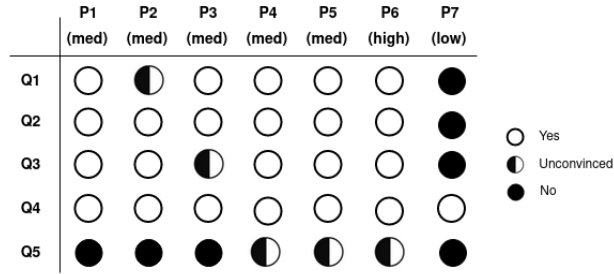 P1 P2 P3 P4 P5 P6 P7
(med) (med) (med) (med) (med) (high) (low)
Q1
Q2
Q3
Q4
Q5
Yes
Unconvinced
No